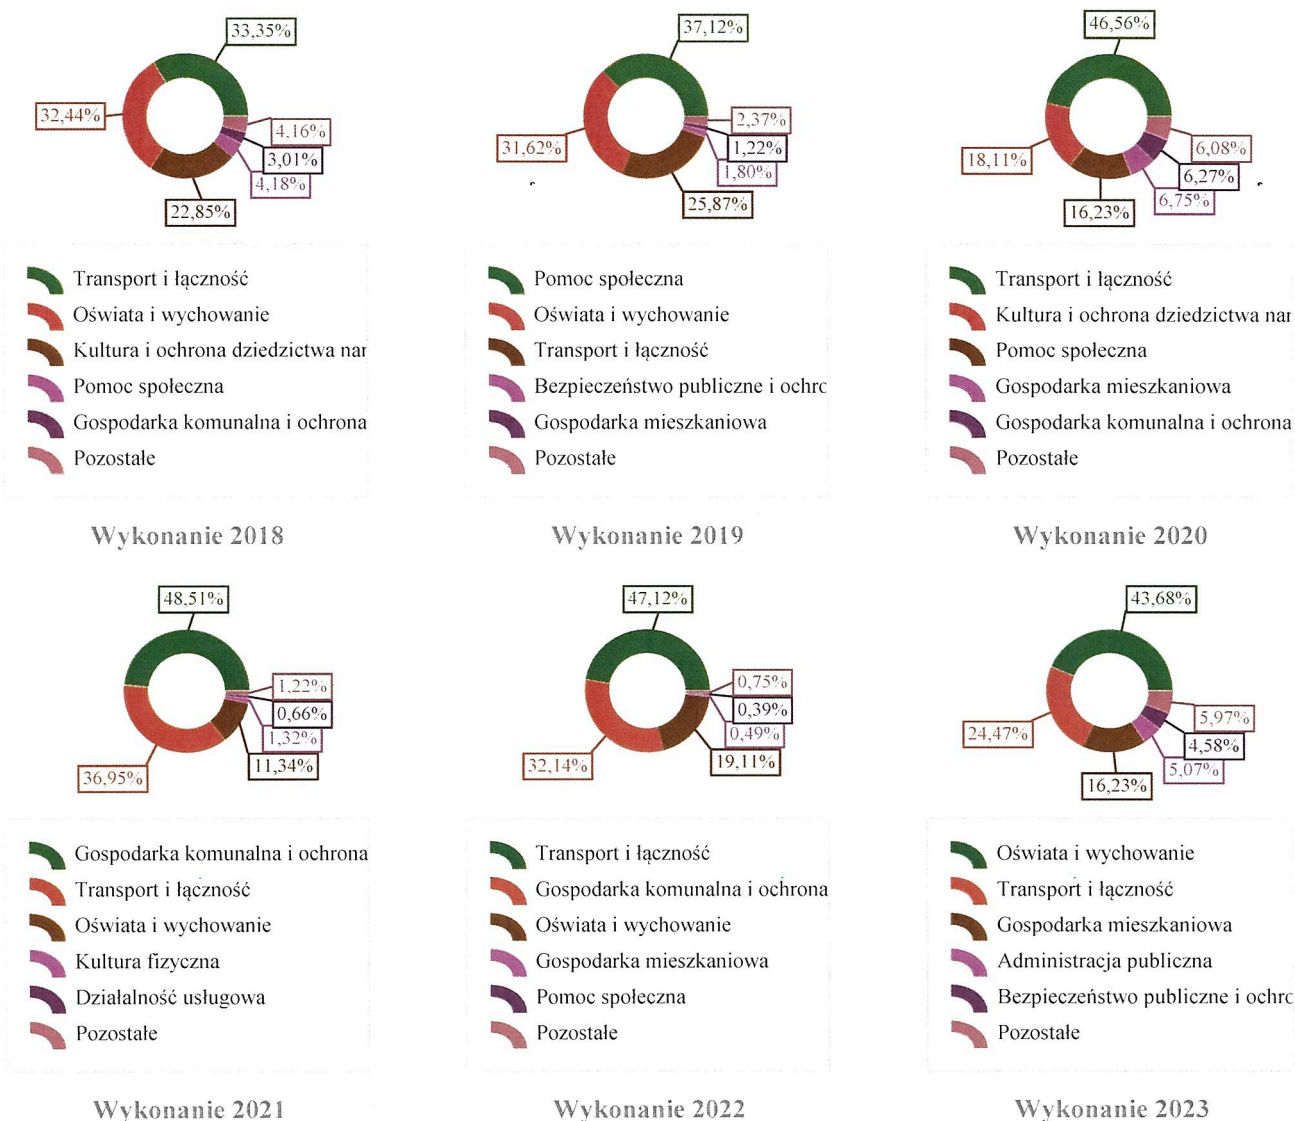 33,35%
32,44%
4,16%
3,01%
4,18%
22,85%
Transport i łączność
Oświata i wychowanie
Kultura i ochrona dziedzictwa nar
Pomoc społeczna
Gospodarka komunalna i ochrona
Pozostałe
Wykonanie 2018
37,12%
31,62%
2,37%
1,22%
1,80%
25,87%
Pomoc społeczna
Oświata i wychowanie
Transport i łączność
Bezpieczeństwo publiczne i ochro
Gospodarka mieszkaniowa
Pozostałe
Wykonanie 2019
46,56%
18,11%
6,08%
6,27%
6,75%
16,23%
Transport i łączność
Kultura i ochrona dziedzictwa nar
Pomoc społeczna
Gospodarka mieszkaniowa
Gospodarka komunalna i ochrona
Pozostałe
Wykonanie 2020
48,51%
1,22%
0,66%
1,32%
11,34%
36,95%
Gospodarka komunalna i ochrona
Transport i łączność
Oświata i wychowanie
Kultura fizyczna
Działalność usługowa
Pozostałe
Wykonanie 2021
47,12%
0,75%
0,39%
0,49%
19,11%
32,14%
Transport i łączność
Gospodarka komunalna i ochrona
Oświata i wychowanie
Gospodarka mieszkaniowa
Pomoc społeczna
Pozostałe
Wykonanie 2022
43,68%
24,47%
5,97%
4,58%
5,07%
16,23%
Oświata i wychowanie
Transport i łączność
Gospodarka mieszkaniowa
Administracja publiczna
Bezpieczeństwo publiczne i ochro
Pozostałe
Wykonanie 2023